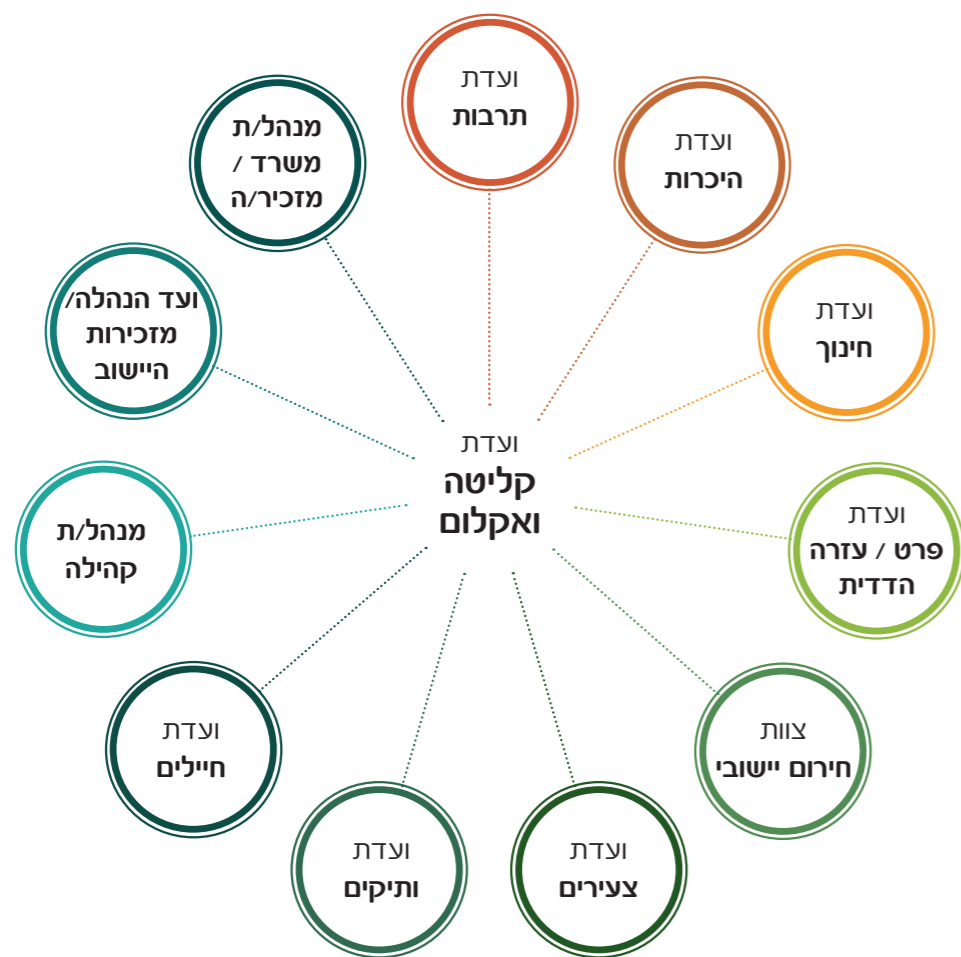 ועדת
תרבות
ועדת
היכרות
ועדת
חינוך
ועדת
פרט / עזרה
הדדית
צוות
חירום יישובי
ועדת
צעירים
ועדת
ותיקים
ועדת
חיילים
מנהל/ת
קהילה
ועד הנהלה/
מזכירות
היישוב
מנהל/ת
משרד /
מזכיר/ה
ועדת
קליטה
ואקלום